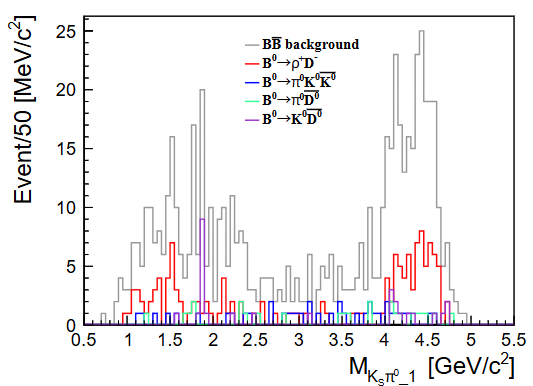 Event/50 [MeV/c²]
25
20
15
10
5
0
BB̅ background
B⁰→ρ⁺D⁻
B⁰→π⁰K⁰K̅⁰
B⁰→π⁰D̅⁰
B⁰→K⁰D̅⁰
0.5 1 1.5 2 2.5 3 3.5 4 4.5 5 5.5
M_{K_Sπ⁰_1} [GeV/c²]